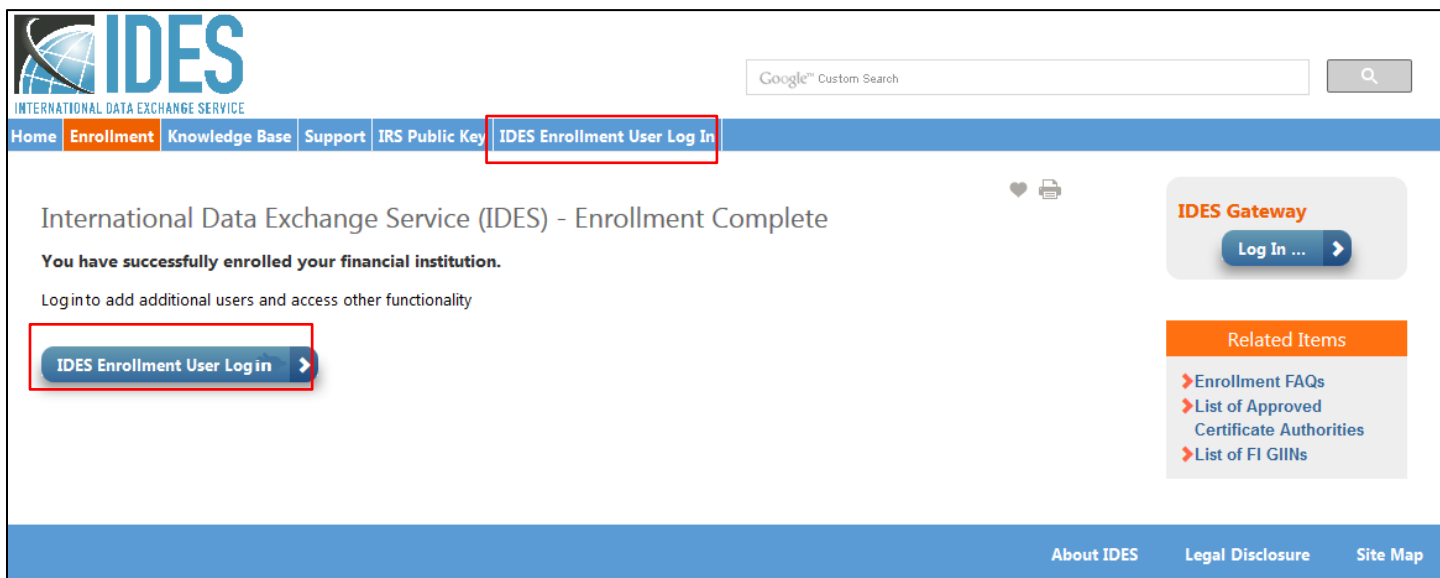 IDES
INTERNATIONAL DATA EXCHANGE SERVICE
Google™ Custom Search
Home Enrollment Knowledge Base Support IRS Public Key IDES Enrollment User Log In
International Data Exchange Service (IDES) - Enrollment Complete
You have successfully enrolled your financial institution.
Log in to add additional users and access other functionality
IDES Enrollment User Log in
IDES Gateway
Log In ...
Related Items
Enrollment FAQs
List of Approved
Certificate Authorities
List of FI GIINs
About IDES Legal Disclosure Site Map